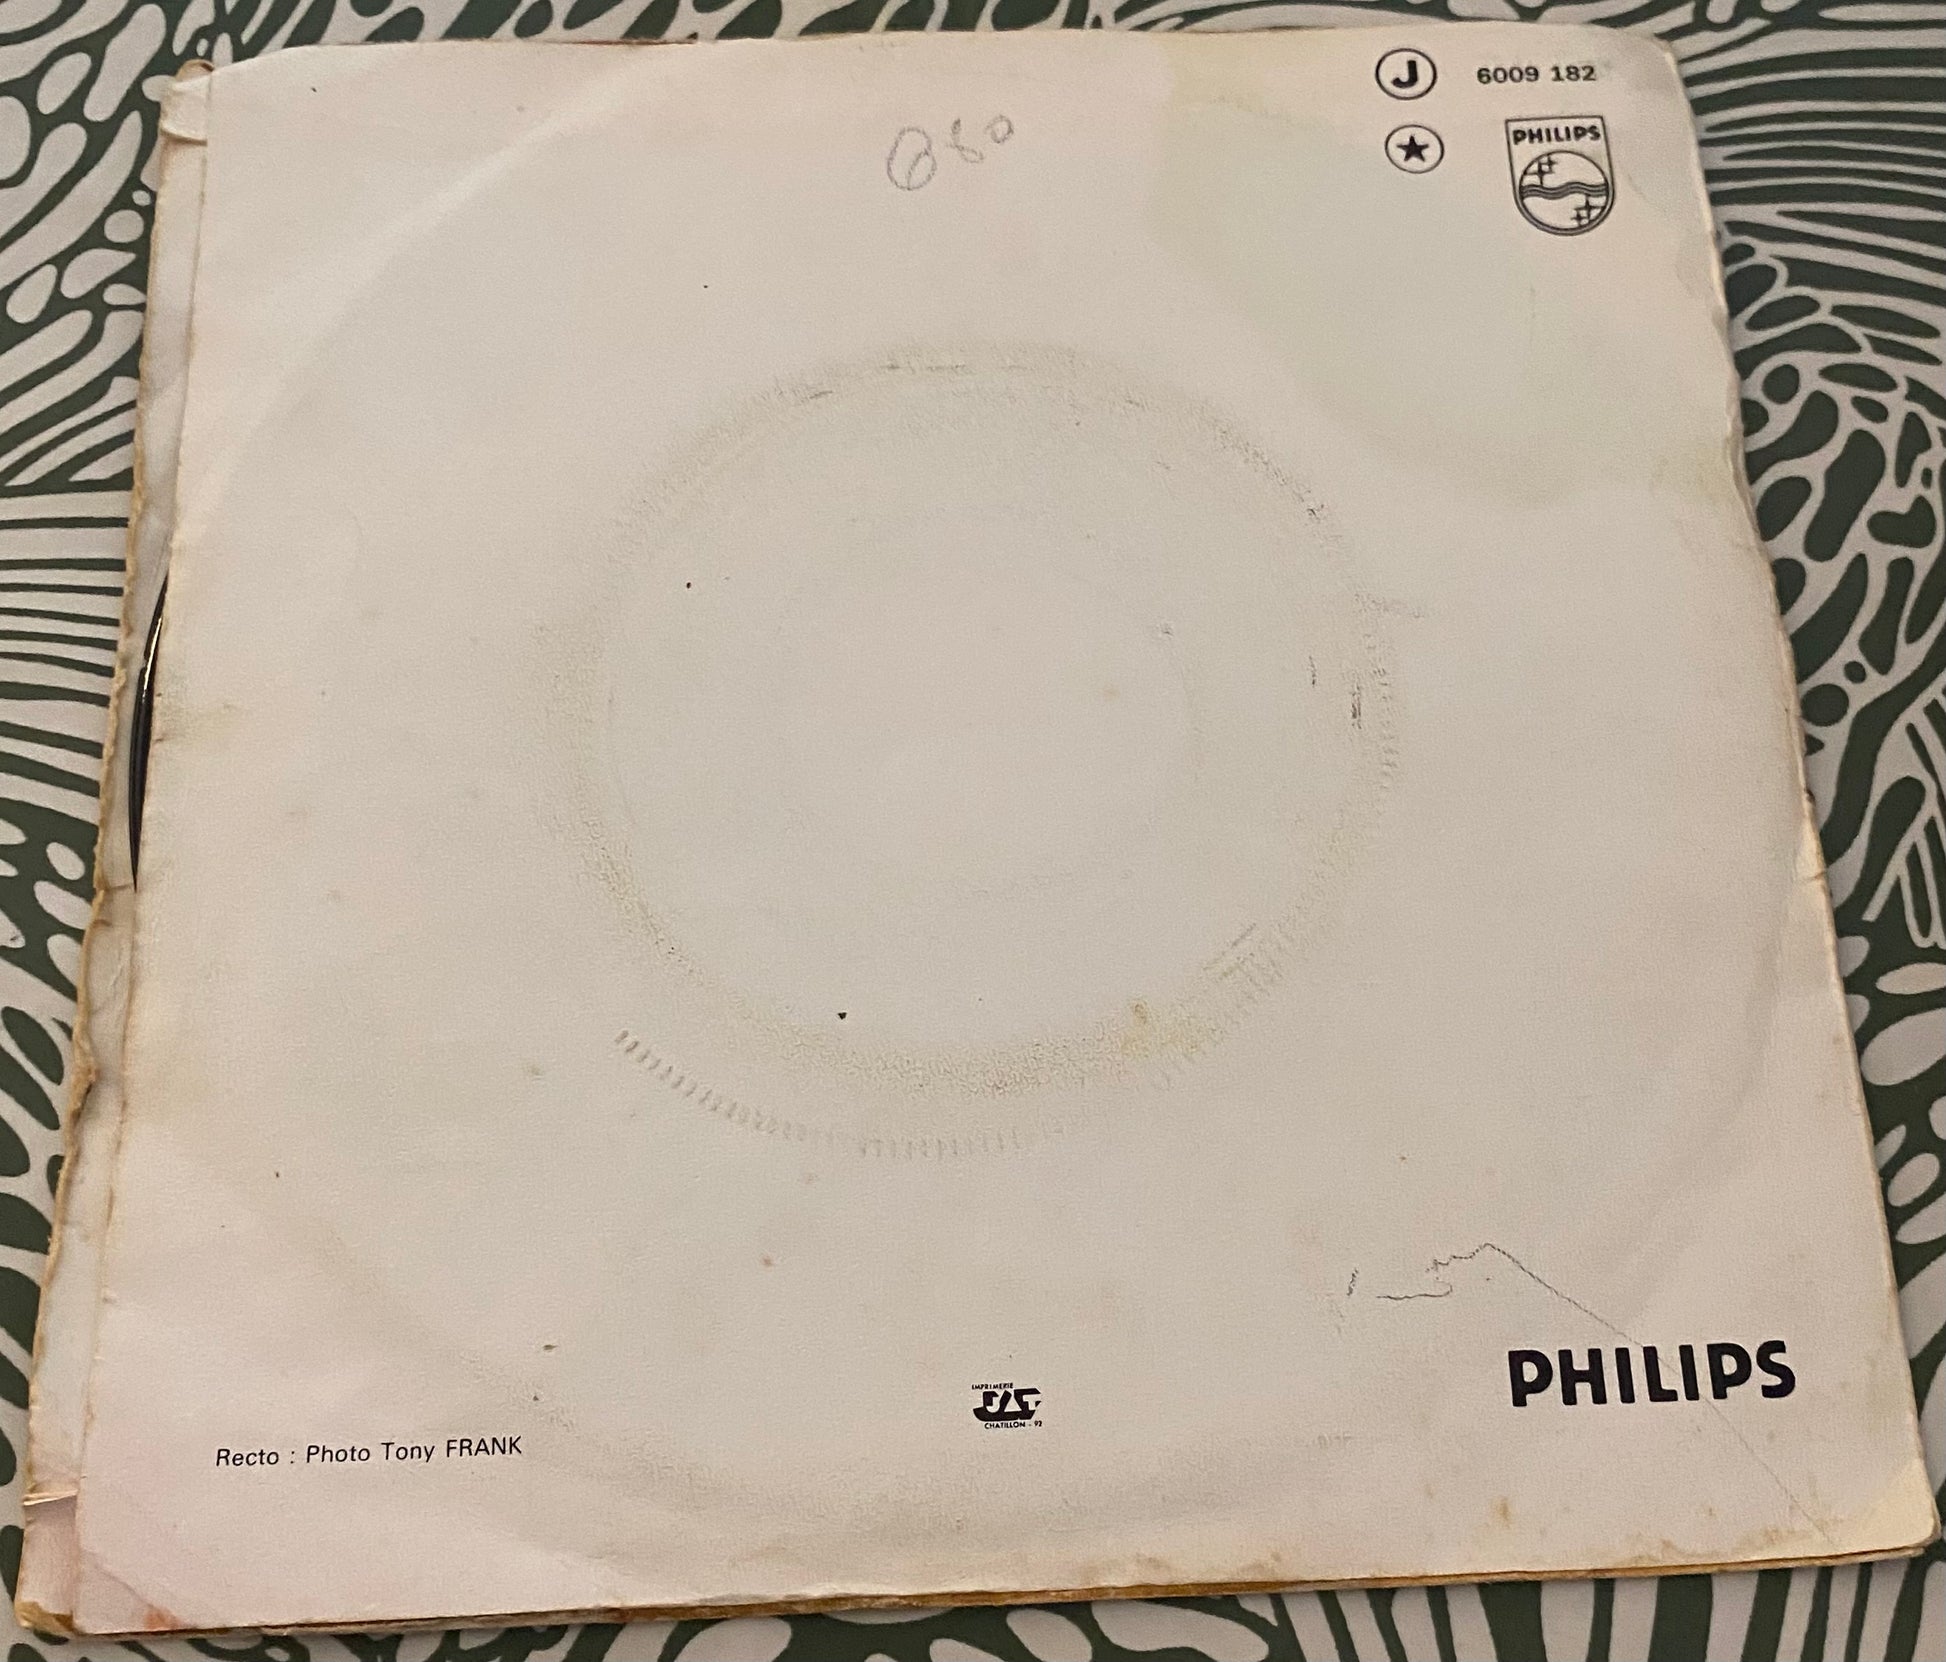 J 6009 182
PHILIPS
IMPRIMERIE
CHATILLON - 92
PHILIPS
Recto : Photo Tony FRANK